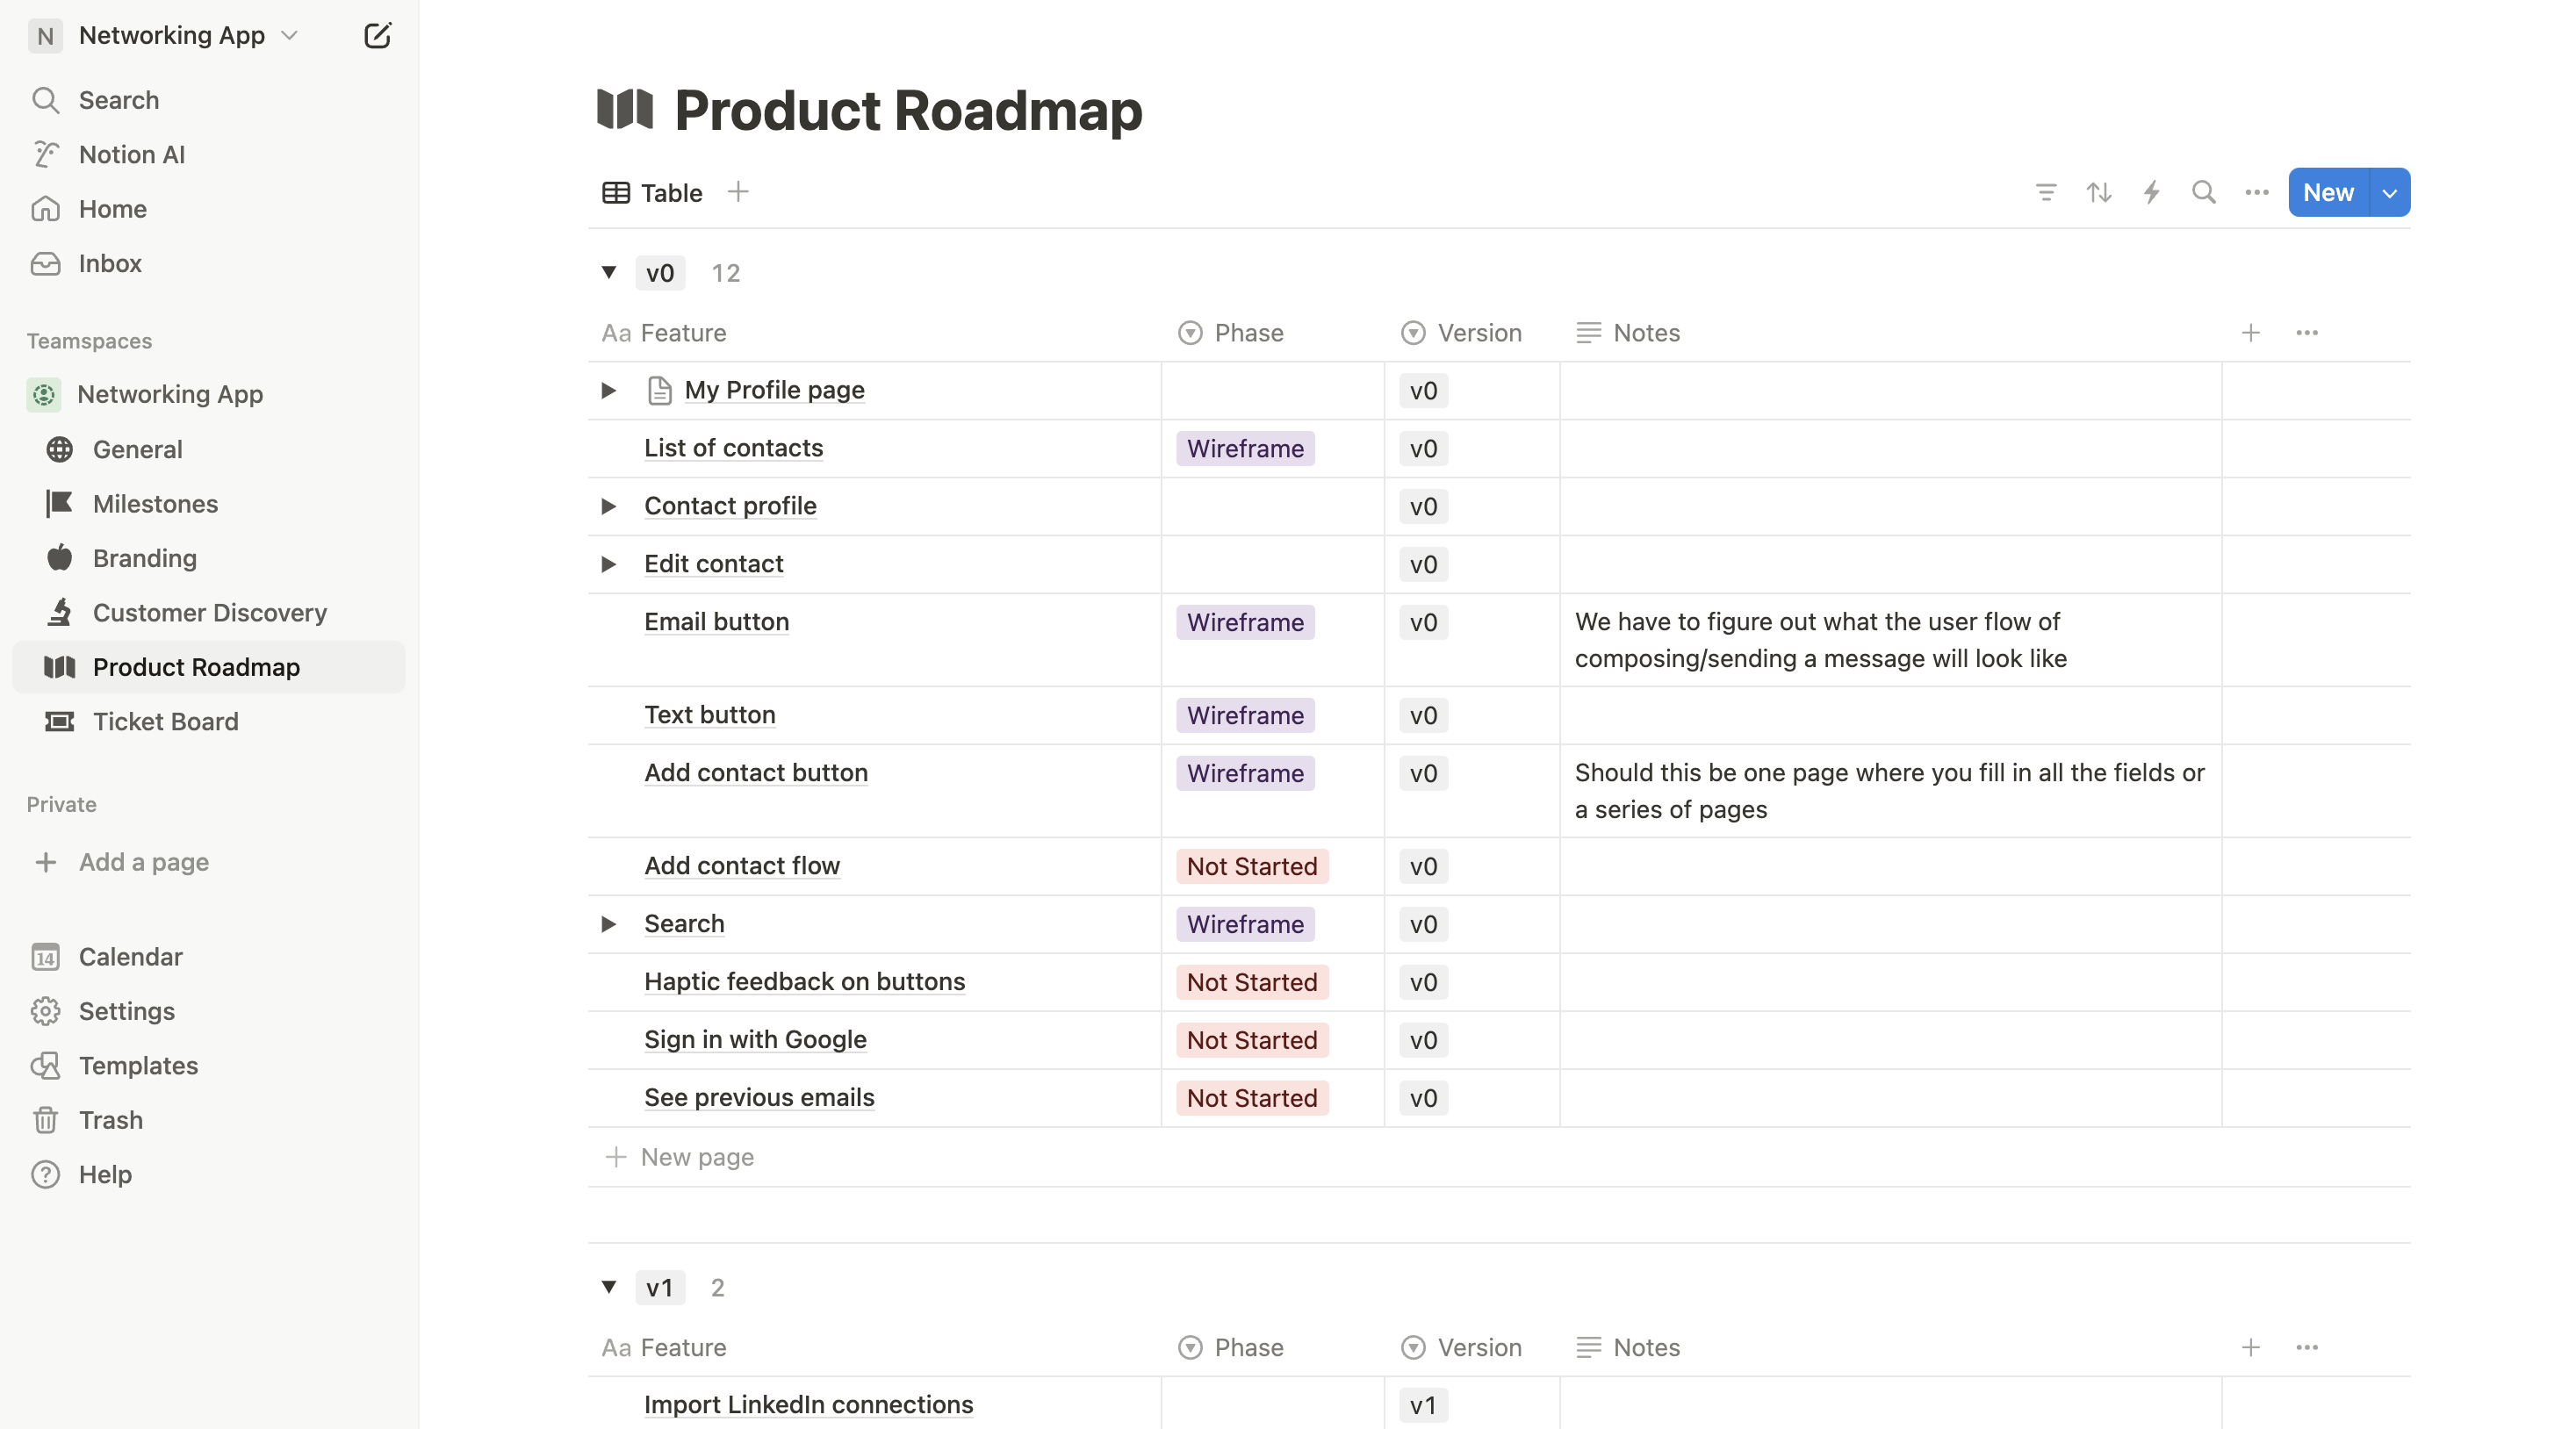 N Networking App
Search
Notion AI
Home
Inbox
Teamspaces
Networking App
General
Milestones
Branding
Customer Discovery
Product Roadmap
Ticket Board
Private
Add a page
14 Calendar
Settings
Templates
Trash
Help
Product Roadmap
Table
New
v0 12
Aa Feature Phase Version Notes
My Profile page v0
List of contacts Wireframe v0
Contact profile v0
Edit contact v0
Email button Wireframe v0 We have to figure out what the user flow of
composing/sending a message will look like
Text button Wireframe v0
Add contact button Wireframe v0 Should this be one page where you fill in all the fields or
a series of pages
Add contact flow Not Started v0
Search Wireframe v0
Haptic feedback on buttons Not Started v0
Sign in with Google Not Started v0
See previous emails Not Started v0
New page
v1 2
Aa Feature Phase Version Notes
Import LinkedIn connections v1